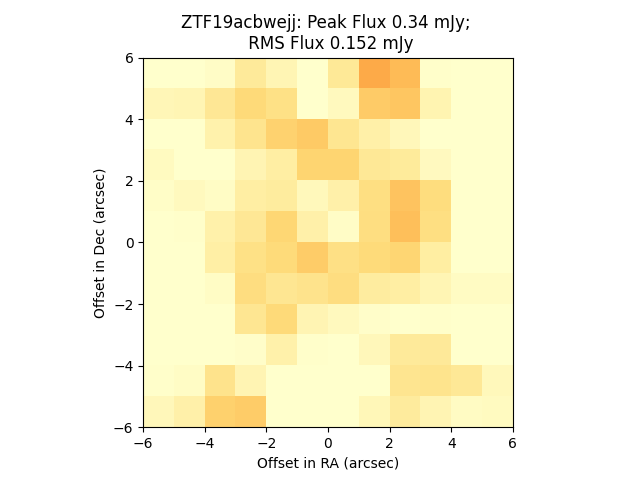 ZTF19acbwejj: Peak Flux 0.34 mJy;
RMS Flux 0.152 mJy
6
4
2
0
−2
−4
−6
Offset in Dec (arcsec)
−6 −4 −2 0 2 4 6
Offset in RA (arcsec)